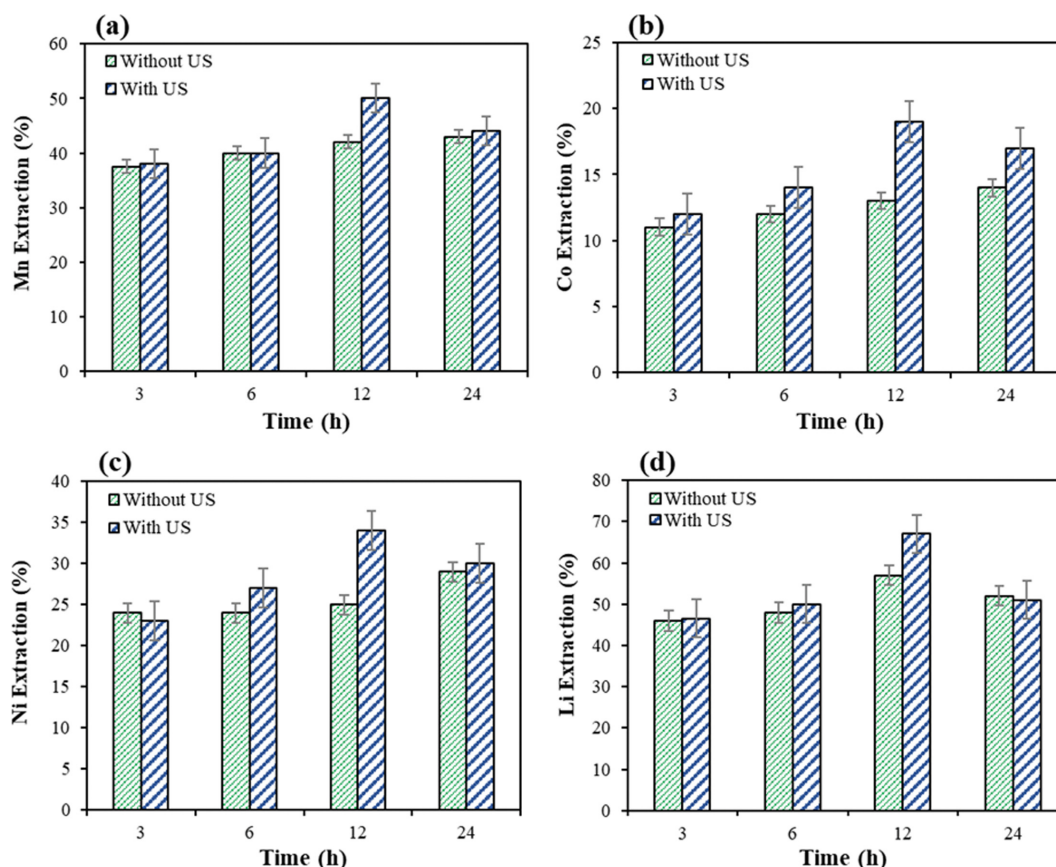 (a)
60
50
40
30
20
10
0
Mn Extraction (%)
Without US
With US
3 6 12 24
Time (h)
(b)
25
20
15
10
5
0
Co Extraction (%)
Without US
With US
3 6 12 24
Time (h)
(c)
40
35
30
25
20
15
10
5
0
Ni Extraction (%)
Without US
With US
3 6 12 24
Time (h)
(d)
80
70
60
50
40
30
20
10
0
Li Extraction (%)
Without US
With US
3 6 12 24
Time (h)